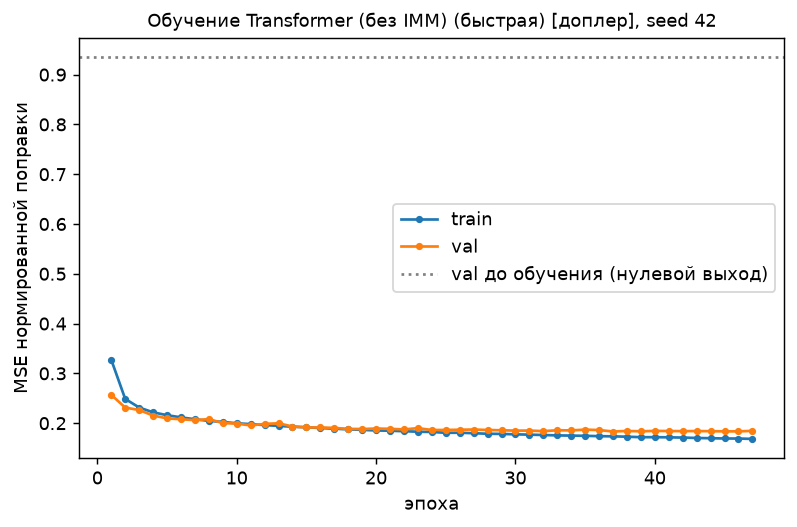 Обучение Transformer (без IMM) (быстрая) [доплер], seed 42
MSE нормированной поправки
0.9
0.8
0.7
0.6
0.5
0.4
0.3
0.2
train
val
val до обучения (нулевой выход)
0 10 20 30 40
эпоха